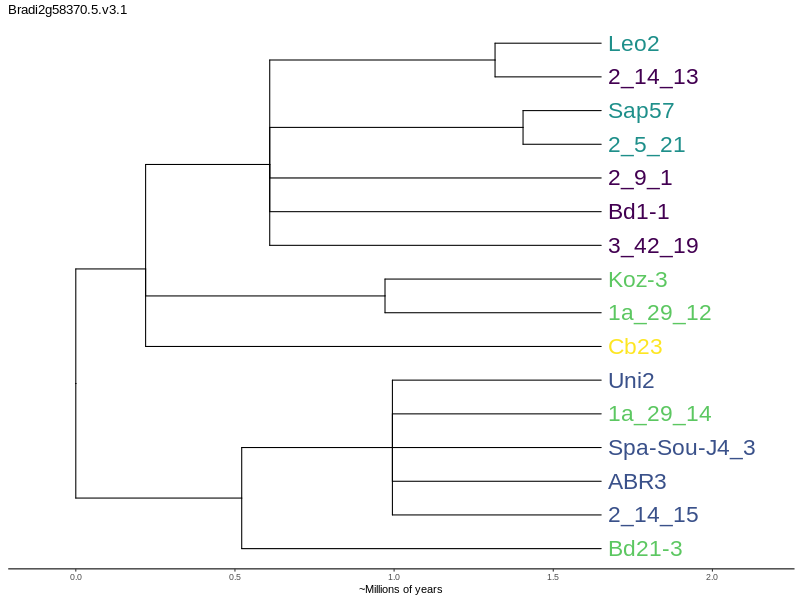 Bradi2g58370.5.v3.1
Leo2
2_14_13
Sap57
2_5_21
2_9_1
Bd1-1
3_42_19
Koz-3
1a_29_12
Cb23
Uni2
1a_29_14
Spa-Sou-J4_3
ABR3
2_14_15
Bd21-3
0.0 0.5 1.0 1.5 2.0
~Millions of years